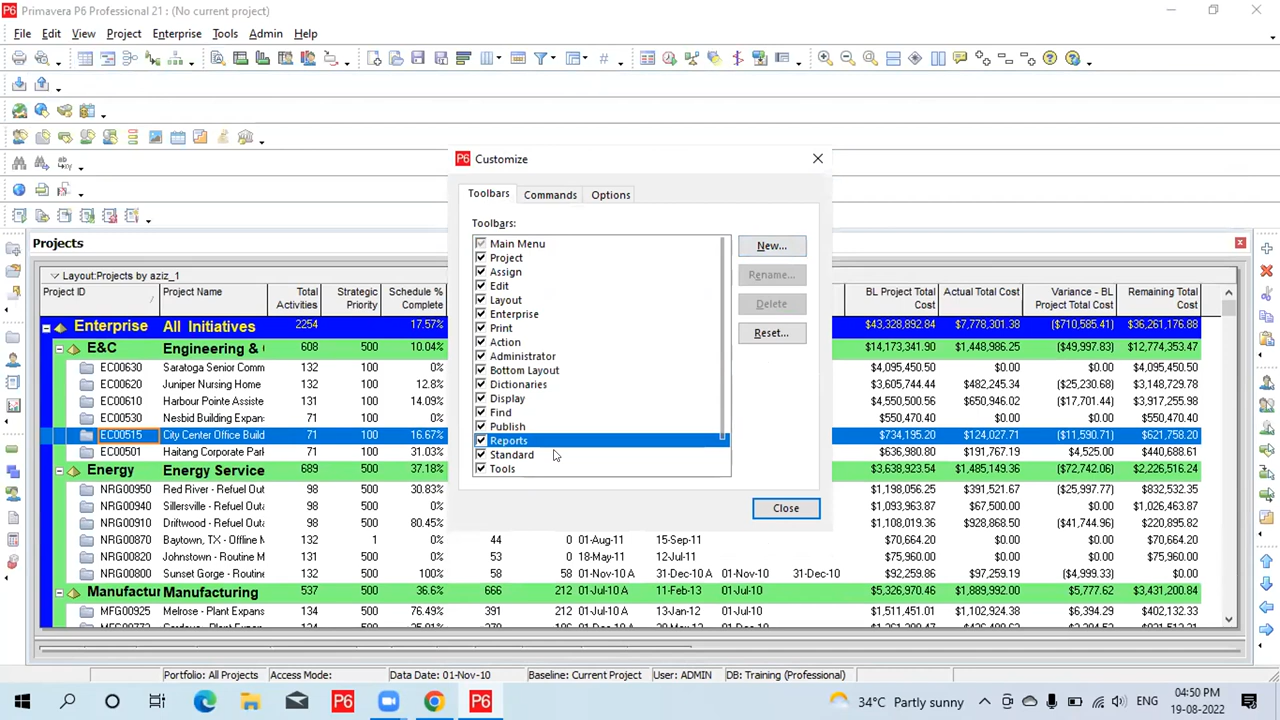 P6 Primavera P6 Professional 21 : (No current project)
File Edit View Project Enterprise Tools Admin Help
P6 Customize
Toolbars Commands Options
Toolbars:
Main Menu
Project
Assign
Edit
Layout
Enterprise
Print
Action
Administrator
Bottom Layout
Dictionaries
Display
Find
Publish
Reports
Standard
Tools
New...
Rename...
Delete
Reset...
Close
Projects
Layout:Projects by aziz_1
Project ID Project Name Total Activities Strategic Priority Schedule % Complete BL Project Total Cost Actual Total Cost Variance - BL Project Total Cost Remaining Total Cost
Enterprise All Initiatives 2254 17.57% $43,328,892.84 $7,778,301.38 ($710,585.41) $36,261,176.88
E&C Engineering & 608 500 10.04% $14,173,341.90 $1,448,986.25 ($49,997.83) $12,774,353.47
EC00630 Saratoga Senior Comm 132 100 0% $4,095,450.50 $0.00 $0.00 $4,095,450.50
EC00620 Juniper Nursing Home 132 100 12.8% $3,605,744.44 $482,245.34 ($25,230.68) $3,148,729.78
EC00610 Harbour Pointe Assiste 132 100 14.09% $4,550,500.56 $650,946.50 $0.00 $3,899,554.06
EC00530 Nesbid Building Expan 71 100 0% $550,470.40 $0.00 $0.00 $550,470.40
EC00515 City Center Office Build 71 100 16.67% $734,195.20 $124,027.71 ($11,590.71) $621,758.20
EC00501 Haitang Corporate Park 71 100 31.03% $636,980.80 $191,767.19 $4,525.00 $440,688.61
Energy Energy Service 689 500 37.18% $3,638,923.54 $1,485,149.36 ($72,742.06) $2,226,516.24
NRG00950 Red River - Refuel Out 98 500 30.83% $1,198,056.25 $391,521.67 ($25,997.77) $832,532.35
NRG00940 Sillersville - Refuel Out 98 500 0% $1,093,963.87 $0.00 $0.00 $1,026,463.87
NRG00910 Driftwood - Refuel Out 98 500 80.45% $1,108,019.36 $928,868.50 ($41,744.96) $220,895.82
NRG00870 Baytown, TX - Offline 132 1 0% 44 0 01-Aug-11 15-Sep-11 $70,664.20 $0.00 $0.00 $70,664.20
NRG00820 Johnstown - Routine M 131 500 0% 58 0 18-May-11 12-Jul-11 $75,960.00 $0.00 $0.00 $75,960.00
NRG00800 Sunset Gorge - Routine 132 500 100% 58 58 01-Nov-10 A 31-Dec-10 A 01-Nov-10 31-Dec-10 $92,259.86 $97,259.19 ($4,999.33) $0.00
Manufactur Manufacturing 537 500 36.6% 666 212 01-Jul-10 A 11-Feb-13 01-Jul-10 $5,326,970.46 $1,889,992.00 $5,777.62 $3,431,200.84
MFG00925 Melrose - Plant Expans 134 500 76.49% 391 212 01-Jul-10 A 13-Jan-12 01-Jul-10 $1,511,451.01 $1,102,924.38 $6,394.29 $402,132.33
Portfolio: All Projects Access Mode: Data Date: 01-Nov-10 Baseline: Current Project User: ADMIN DB: Training (Professional)
P6 P6 34°C Partly sunny ENG 04:50 PM
19-08-2022